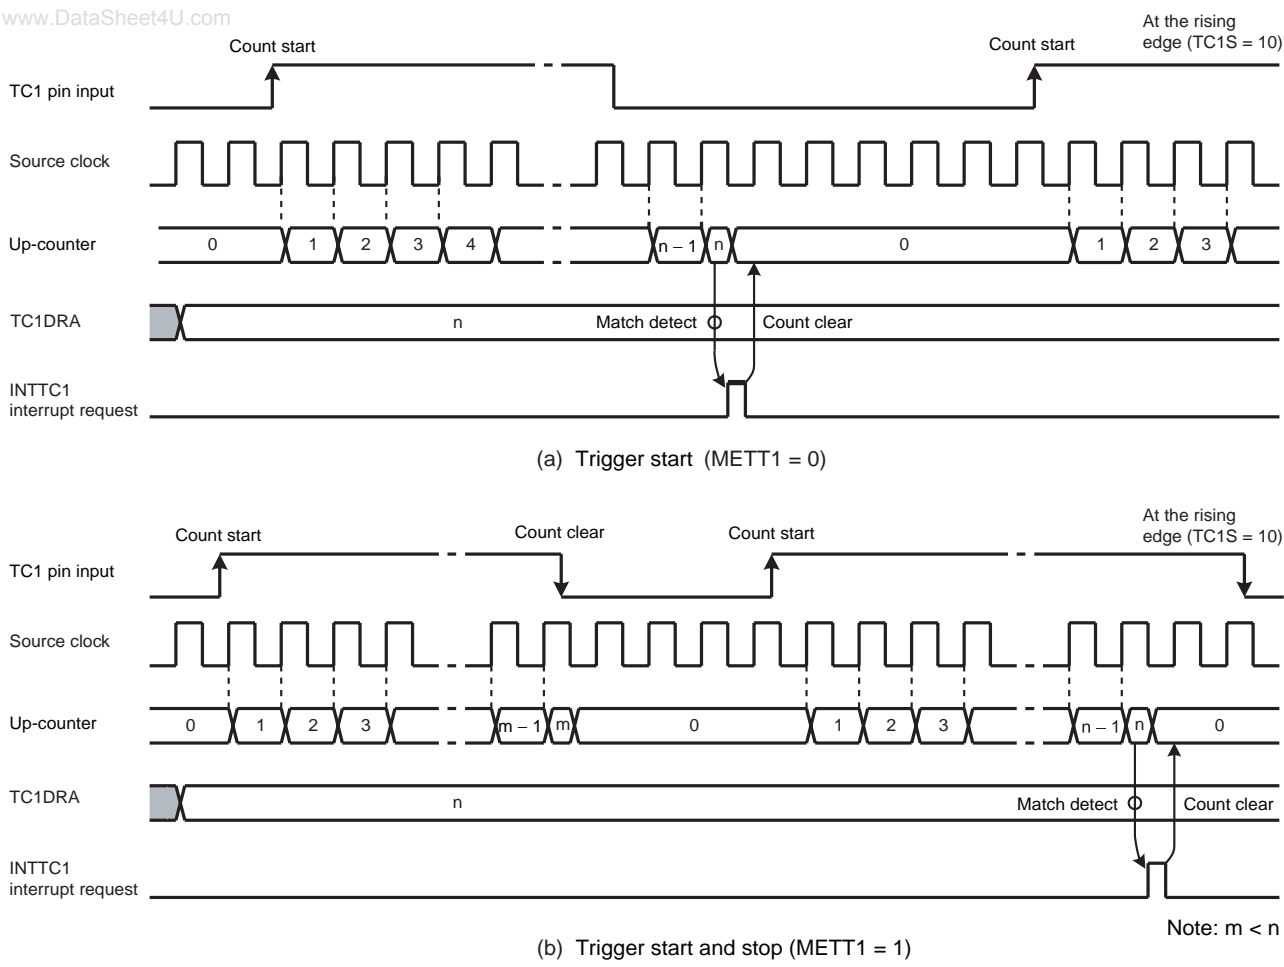 www.DataSheet4U.com
At the rising
edge (TC1S = 10)
Count start
Count start
TC1 pin input
Source clock
Up-counter
0
1
2
3
4
n – 1
n
0
1
2
3
TC1DRA
n
Match detect
Count clear
INTTC1
interrupt request
(a) Trigger start (METT1 = 0)
At the rising
edge (TC1S = 10)
Count start
Count clear
Count start
TC1 pin input
Source clock
Up-counter
0
1
2
3
m – 1
m
0
1
2
3
n – 1
n
0
TC1DRA
n
Match detect
Count clear
INTTC1
interrupt request
Note: m < n
(b) Trigger start and stop (METT1 = 1)